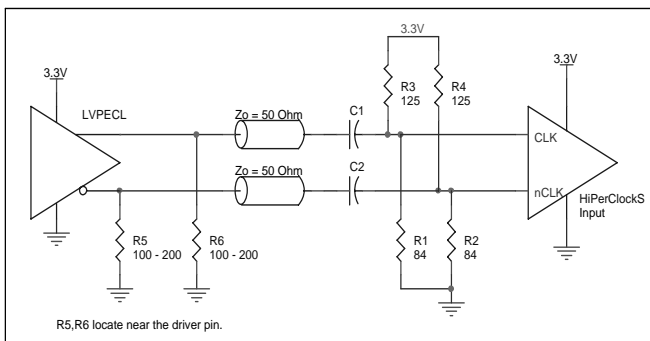 3.3V
3.3V
R3
125
R4
125
3.3V
LVPECL
Zo = 50 Ohm
C1
CLK
Zo = 50 Ohm
C2
nCLK
HiPerClockS
Input
R5
100 - 200
R6
100 - 200
R1
84
R2
84
R5,R6 locate near the driver pin.